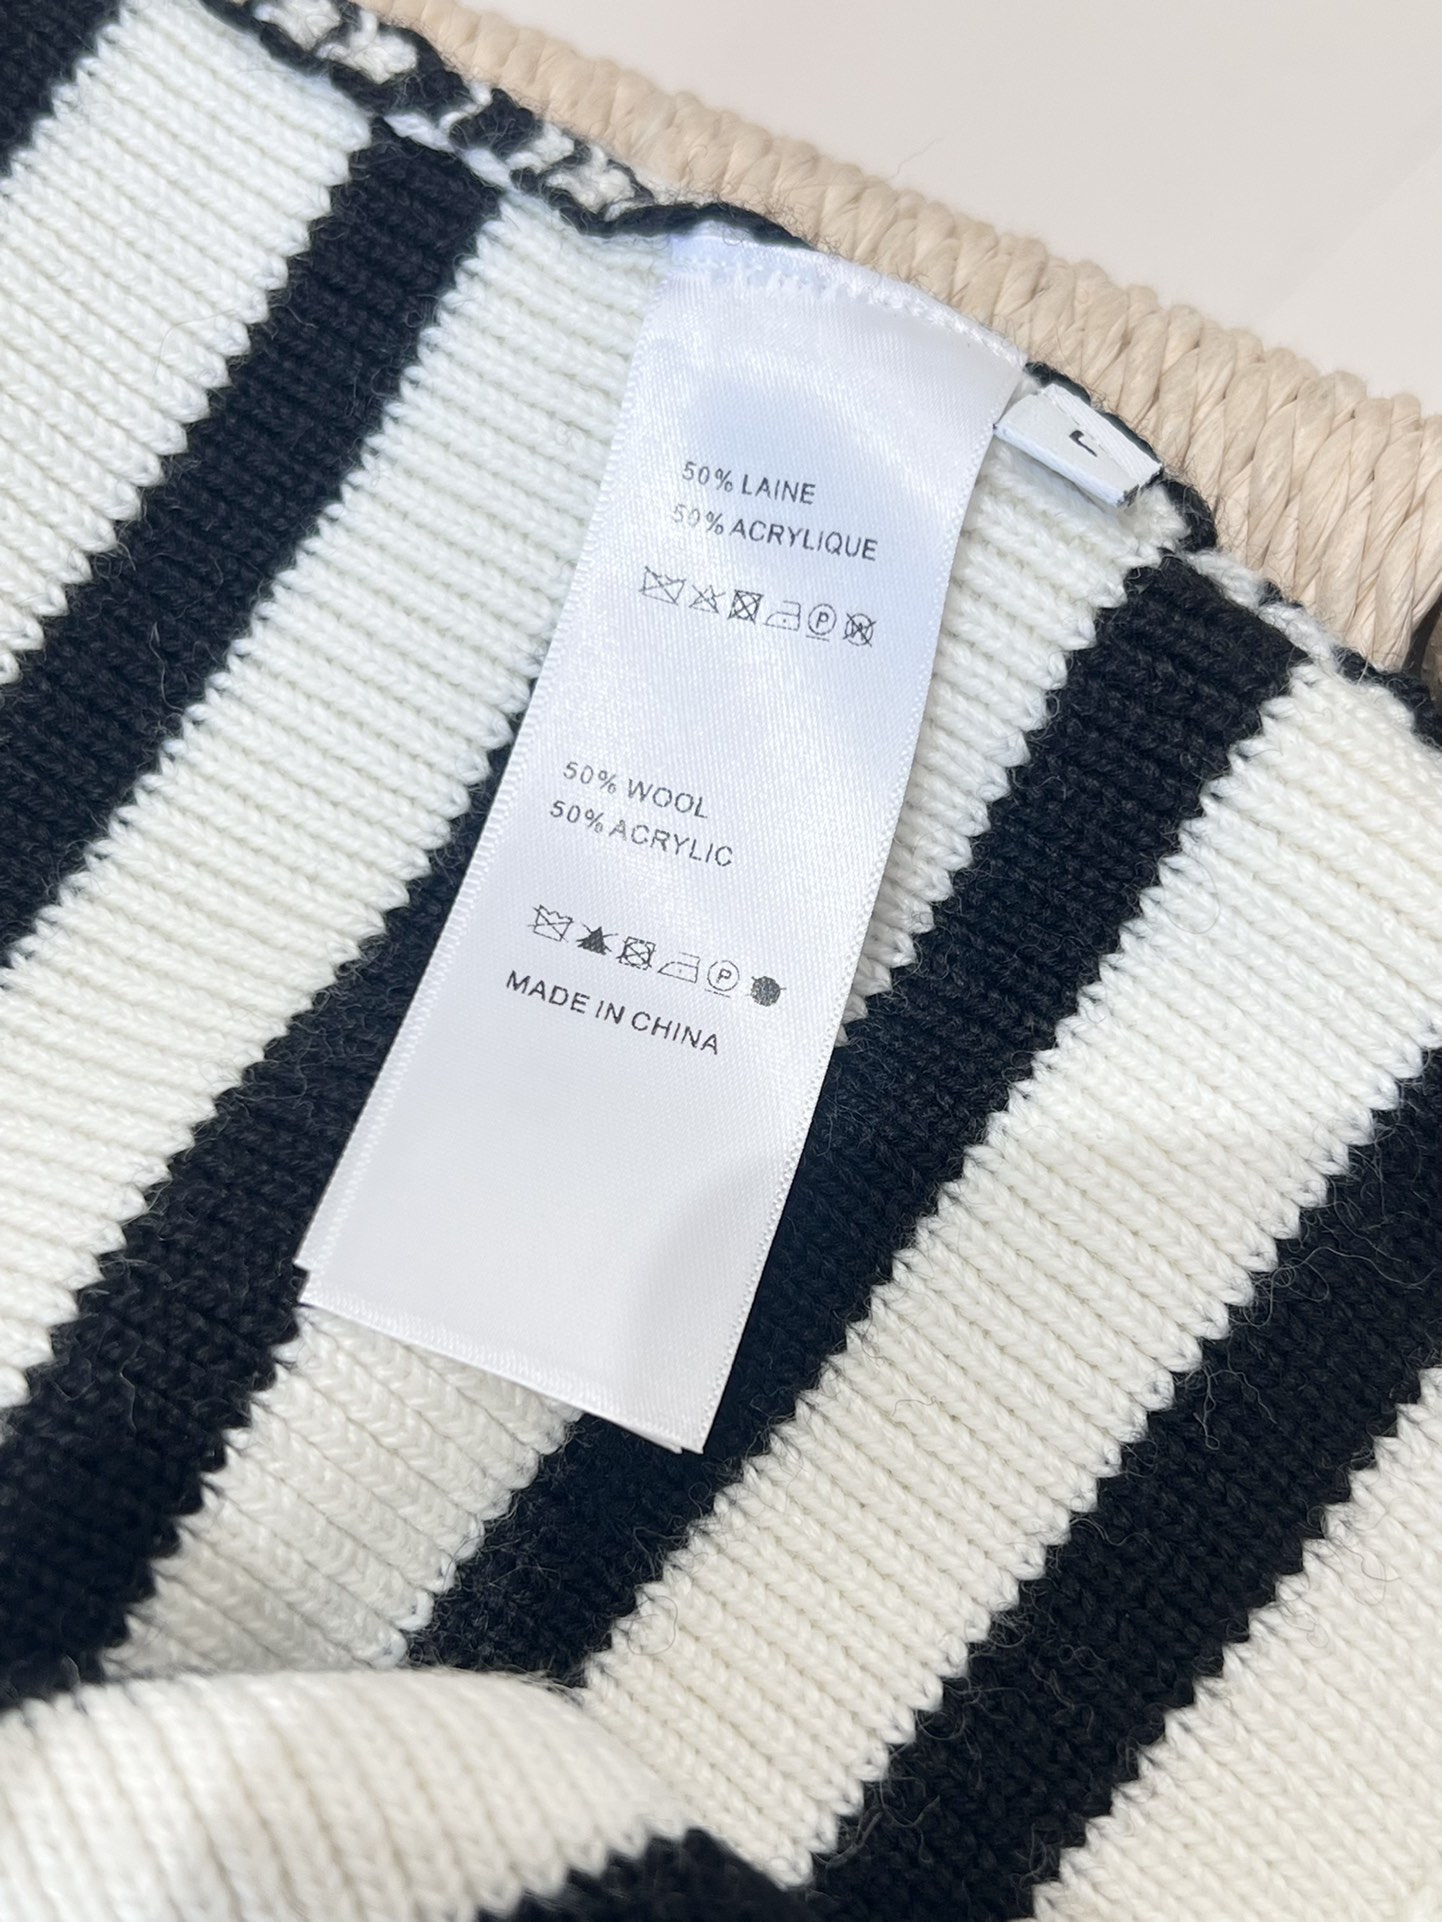 50% LAINE
50% ACRYLIQUE
P
50% WOOL
50% ACRYLIC
P
MADE IN CHINA